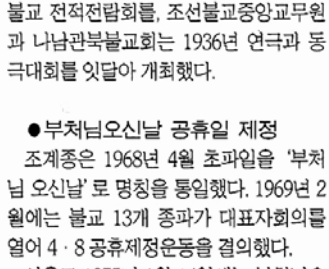 불교 전적전람회를, 조선불교중앙교무원
과 나남관북불교회는 1936년 연극과 동
극대회를 잇달아 개최했다.
●부처님오신날 공휴일 제정
조계종은 1968년 4월 초파일을 '부처
님 오신날'로 명칭을 통일했다. 1969년 2
월에는 불교 13개 종파가 대표자회의를
열어 4·8공휴제정운동을 결의했다.